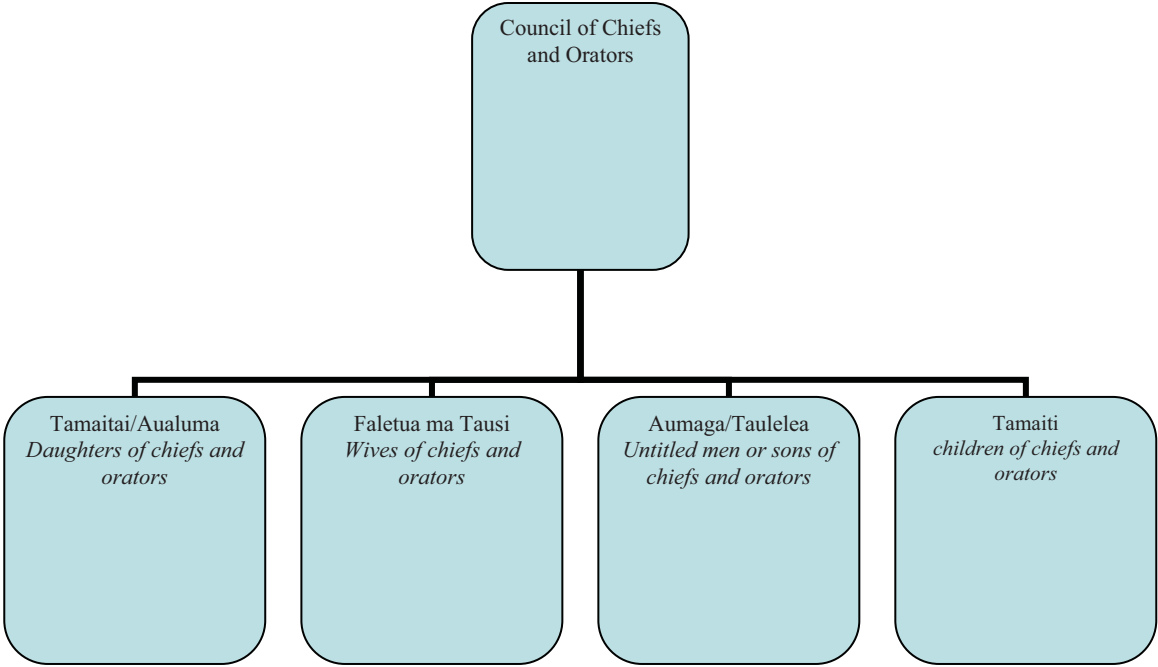 Council of Chiefs
and Orators
Tamaitai/Aualuma
Daughters of chiefs and
orators
Faletua ma Tausi
Wives of chiefs and
orators
Aumaga/Taulelea
Untitled men or sons of
chiefs and orators
Tamaiti
children of chiefs and
orators